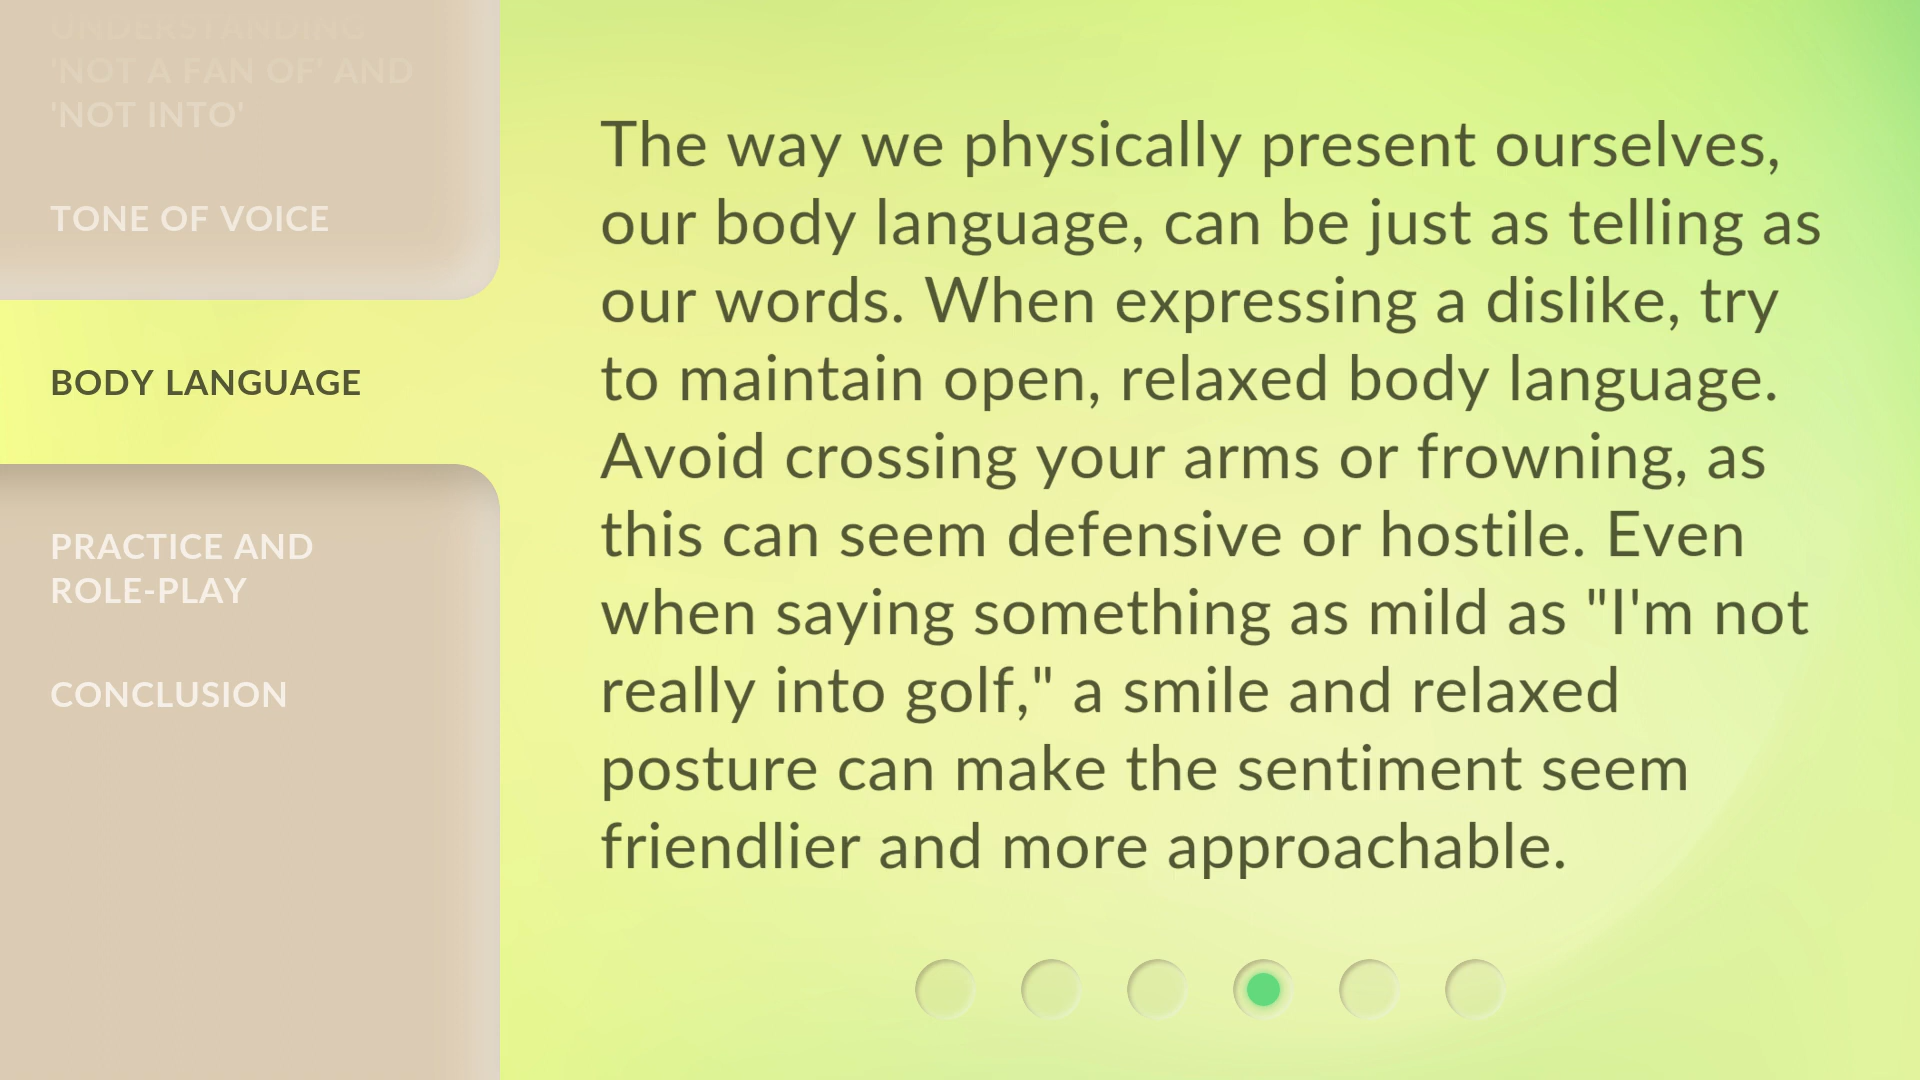 UNDERSTANDING
'NOT A FAN OF' AND
'NOT INTO'
TONE OF VOICE
BODY LANGUAGE
PRACTICE AND
ROLE-PLAY
CONCLUSION
The way we physically present ourselves,
our body language, can be just as telling as
our words. When expressing a dislike, try
to maintain open, relaxed body language.
Avoid crossing your arms or frowning, as
this can seem defensive or hostile. Even
when saying something as mild as "I'm not
really into golf," a smile and relaxed
posture can make the sentiment seem
friendlier and more approachable.